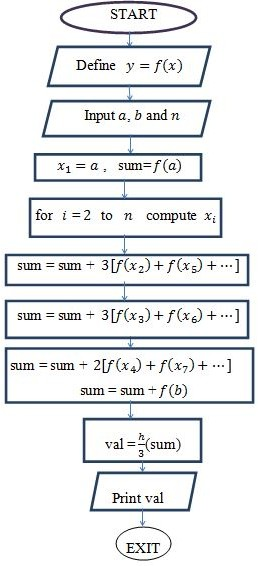 START
Define y = f(x)
Input a, b and n
x₁ = a , sum=f(a)
for i = 2 to n compute xᵢ
sum = sum + 3[f(x₂)+f(x₅)+⋯]
sum = sum + 3[f(x₃)+f(x₆)+⋯]
sum = sum + 2[f(x₄)+f(x₇)+⋯]
sum = sum +f(b)
val =h/3(sum)
Print val
EXIT